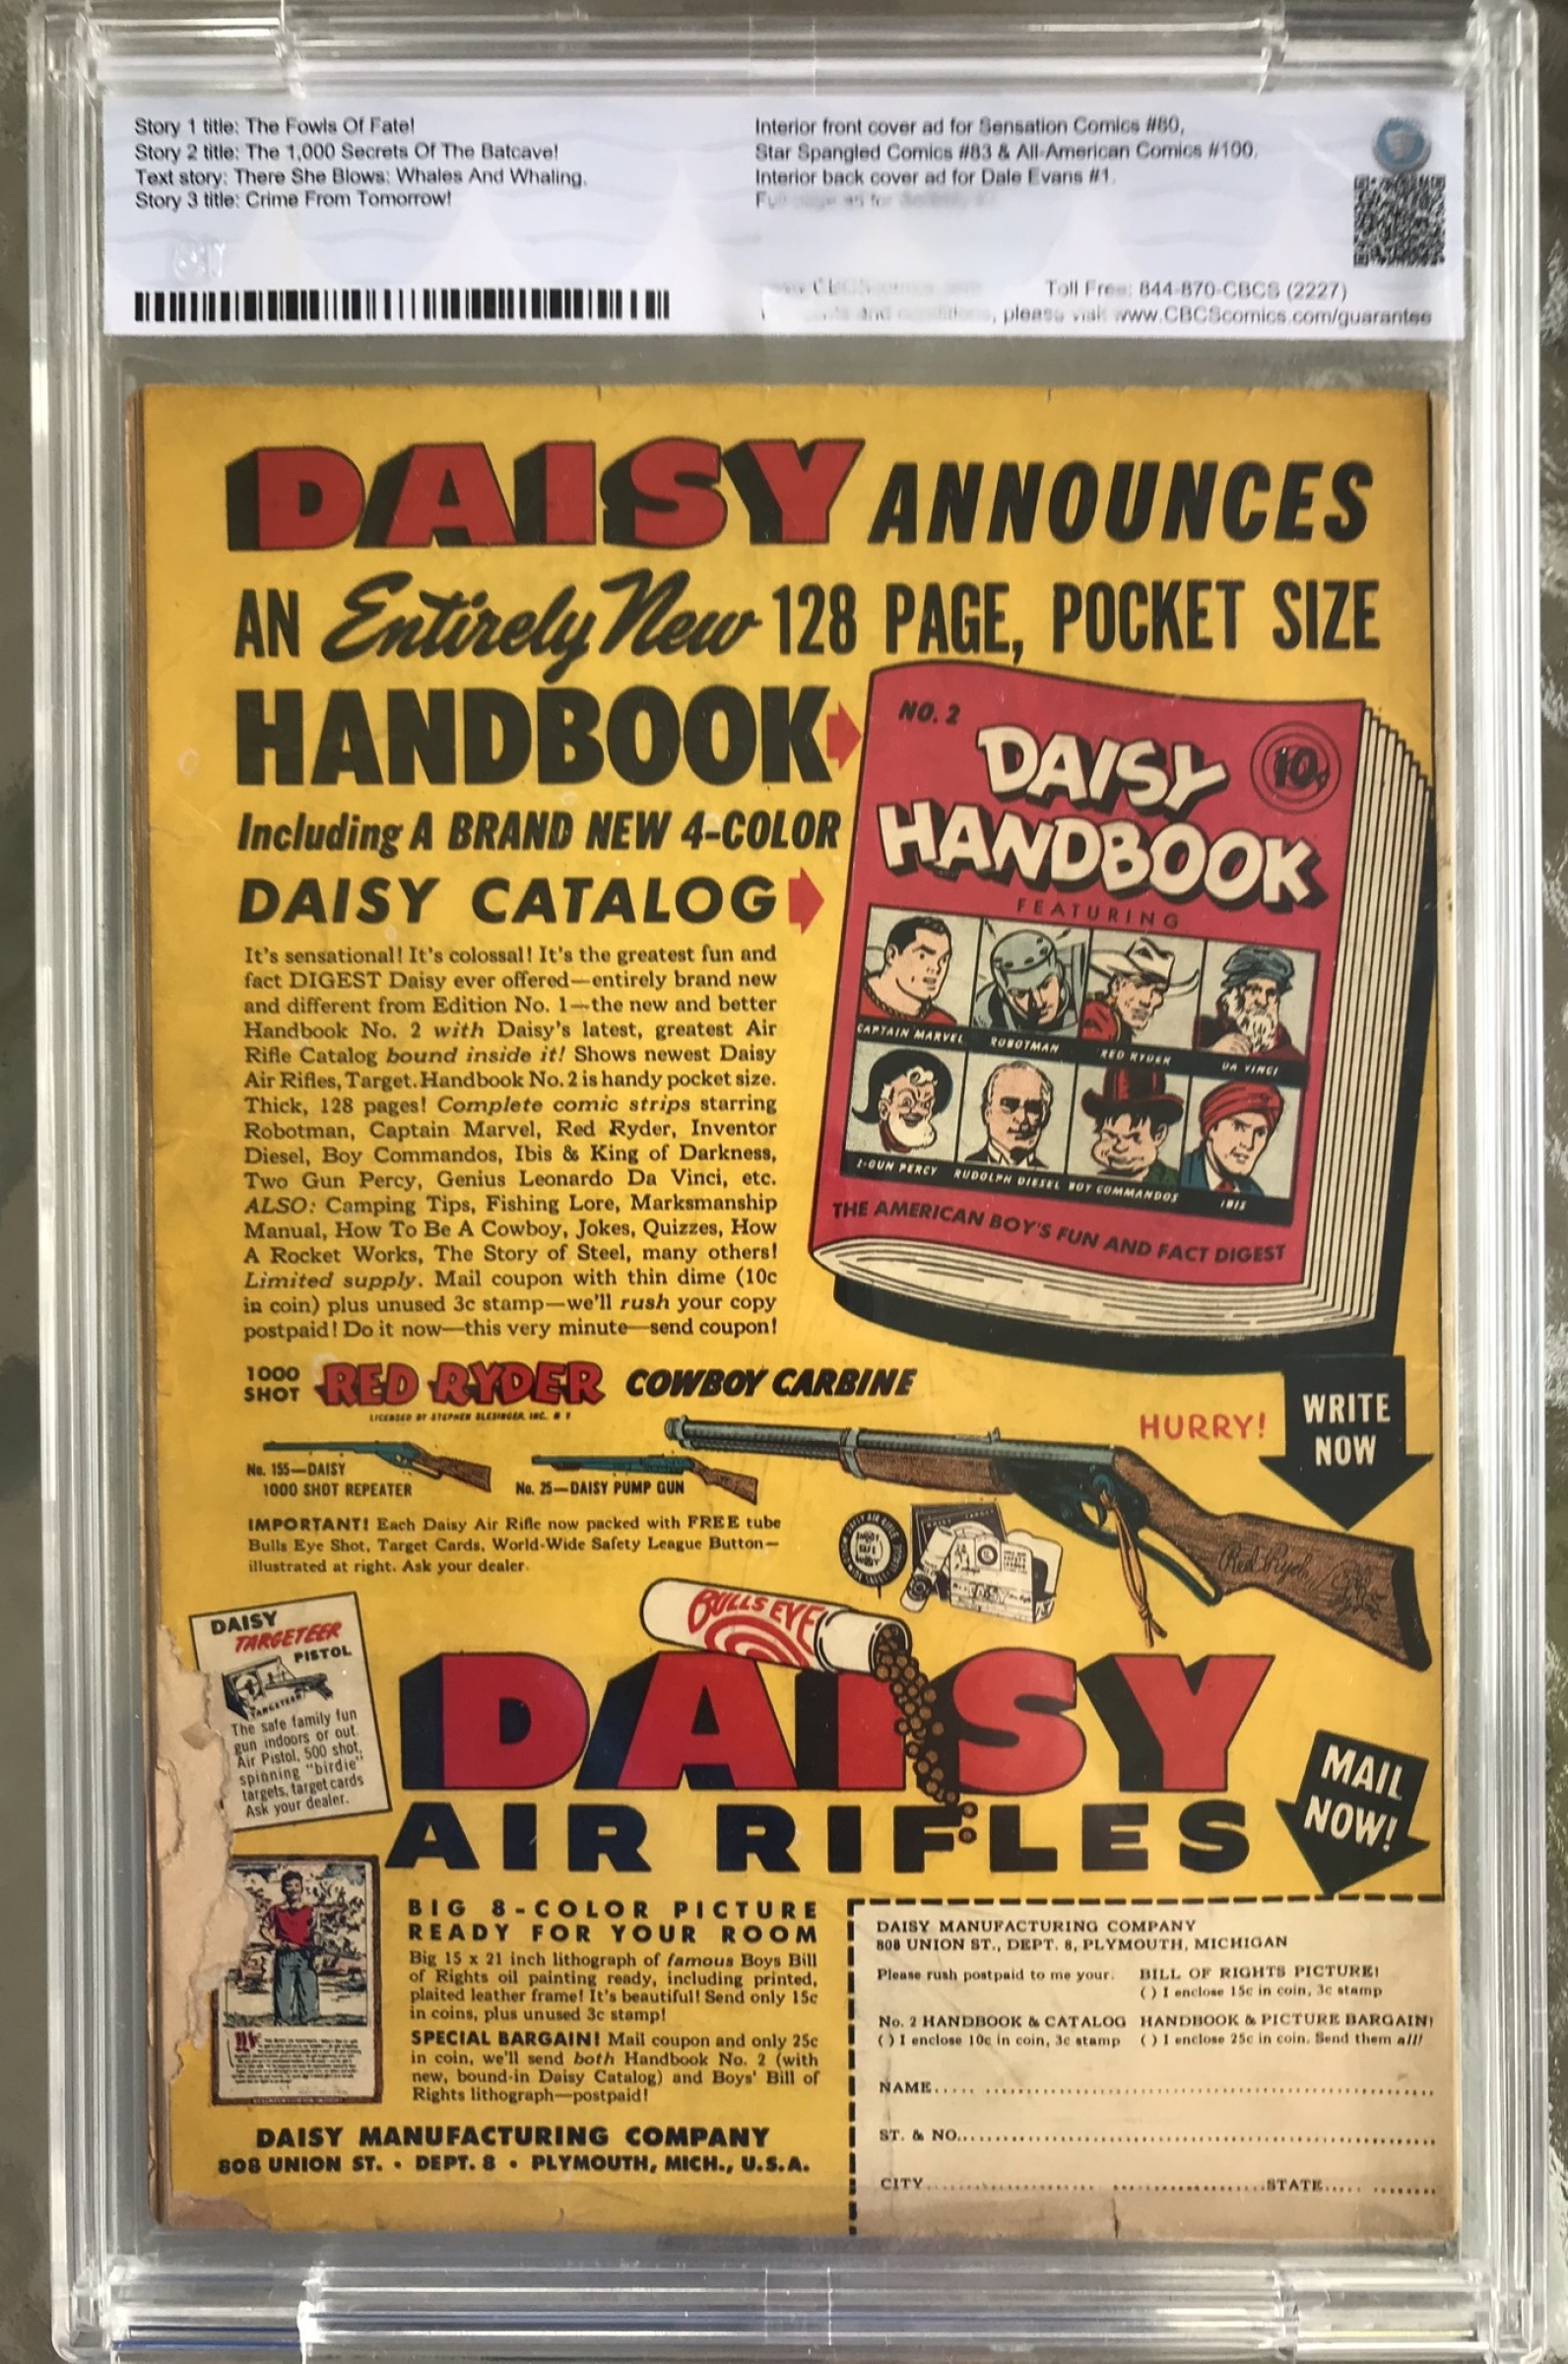 Story 1 title: The Fowls Of Fate!
Story 2 title: The 1,000 Secrets Of The Batcave!
Text story: There She Blows: Whales And Whaling.
Story 3 title: Crime From Tomorrow!
Interior front cover ad for Sensation Comics #80,
Star Spangled Comics #83 & All-American Comics #100.
Interior back cover ad for Dale Evans #1.
Toll Free: 844-870-CBCS (2227)
and conditions, please visit www.CBCScomics.com/guarantee
DAISY ANNOUNCES
AN Entirely New 128 PAGE, POCKET SIZE
HANDBOOK
Including A BRAND NEW 4-COLOR
DAISY CATALOG
It's sensational! It's colossal! It's the greatest fun and
fact DIGEST Daisy ever offered—entirely brand new
and different from Edition No. 1—the new and better
Handbook No. 2 with Daisy's latest, greatest Air
Rifle Catalog bound inside it! Shows newest Daisy
Air Rifles, Target. Handbook No. 2 is handy pocket size.
Thick, 128 pages! Complete comic strips starring
Robotman, Captain Marvel, Red Ryder, Inventor
Diesel, Boy Commandos, Ibis & King of Darkness,
Two Gun Percy, Genius Leonardo Da Vinci, etc.
ALSO: Camping Tips, Fishing Lore, Marksmanship
Manual, How To Be A Cowboy, Jokes, Quizzes, How
A Rocket Works, The Story of Steel, many others!
Limited supply. Mail coupon with thin dime (10c
in coin) plus unused 3c stamp—we'll rush your copy
postpaid! Do it now—this very minute—send coupon!
NO. 2
DAISY
10¢
HANDBOOK
FEATURING
CAPTAIN MARVEL ROBOTMAN RED RYDER DA VINCI
2-GUN PERCY RUDOLPH DIESEL BOY COMMANDOS IBIS
THE AMERICAN BOY'S FUN AND FACT DIGEST
1000
SHOT RED RYDER COWBOY CARBINE
LICENSED BY STEPHEN SLESINGER, INC. N Y
HURRY!
WRITE
NOW
No. 155—DAISY
1000 SHOT REPEATER
No. 25—DAISY PUMP GUN
Red Ryder
IMPORTANT! Each Daisy Air Rifle now packed with FREE tube
Bulls Eye Shot, Target Cards, World-Wide Safety League Button—
illustrated at right. Ask your dealer.
BULLS EYE
DAISY
TARGETEER
PISTOL
TARGETEER
The safe family fun
gun indoors or out.
Air Pistol, 500 shot,
spinning "birdie"
targets, target cards
Ask your dealer.
DAISY
AIR RIFLES
MAIL
NOW!
BIG 8-COLOR PICTURE
READY FOR YOUR ROOM
Big 15 x 21 inch lithograph of famous Boys Bill
of Rights oil painting ready, including printed,
plaited leather frame! It's beautiful! Send only 15c
in coins, plus unused 3c stamp!
SPECIAL BARGAIN! Mail coupon and only 25c
in coin, we'll send both Handbook No. 2 (with
new, bound-in Daisy Catalog) and Boys' Bill of
Rights lithograph—postpaid!
DAISY MANUFACTURING COMPANY
808 UNION ST. • DEPT. 8 • PLYMOUTH, MICH., U.S.A.
DAISY MANUFACTURING COMPANY
808 UNION ST., DEPT. 8, PLYMOUTH, MICHIGAN
Please rush postpaid to me your:
BILL OF RIGHTS PICTURE!
( ) I enclose 15c in coin, 3c stamp
No. 2 HANDBOOK & CATALOG
( ) I enclose 10c in coin, 3c stamp
HANDBOOK & PICTURE BARGAIN!
( ) I enclose 25c in coin. Send them all!
NAME
ST. & NO.
CITY STATE